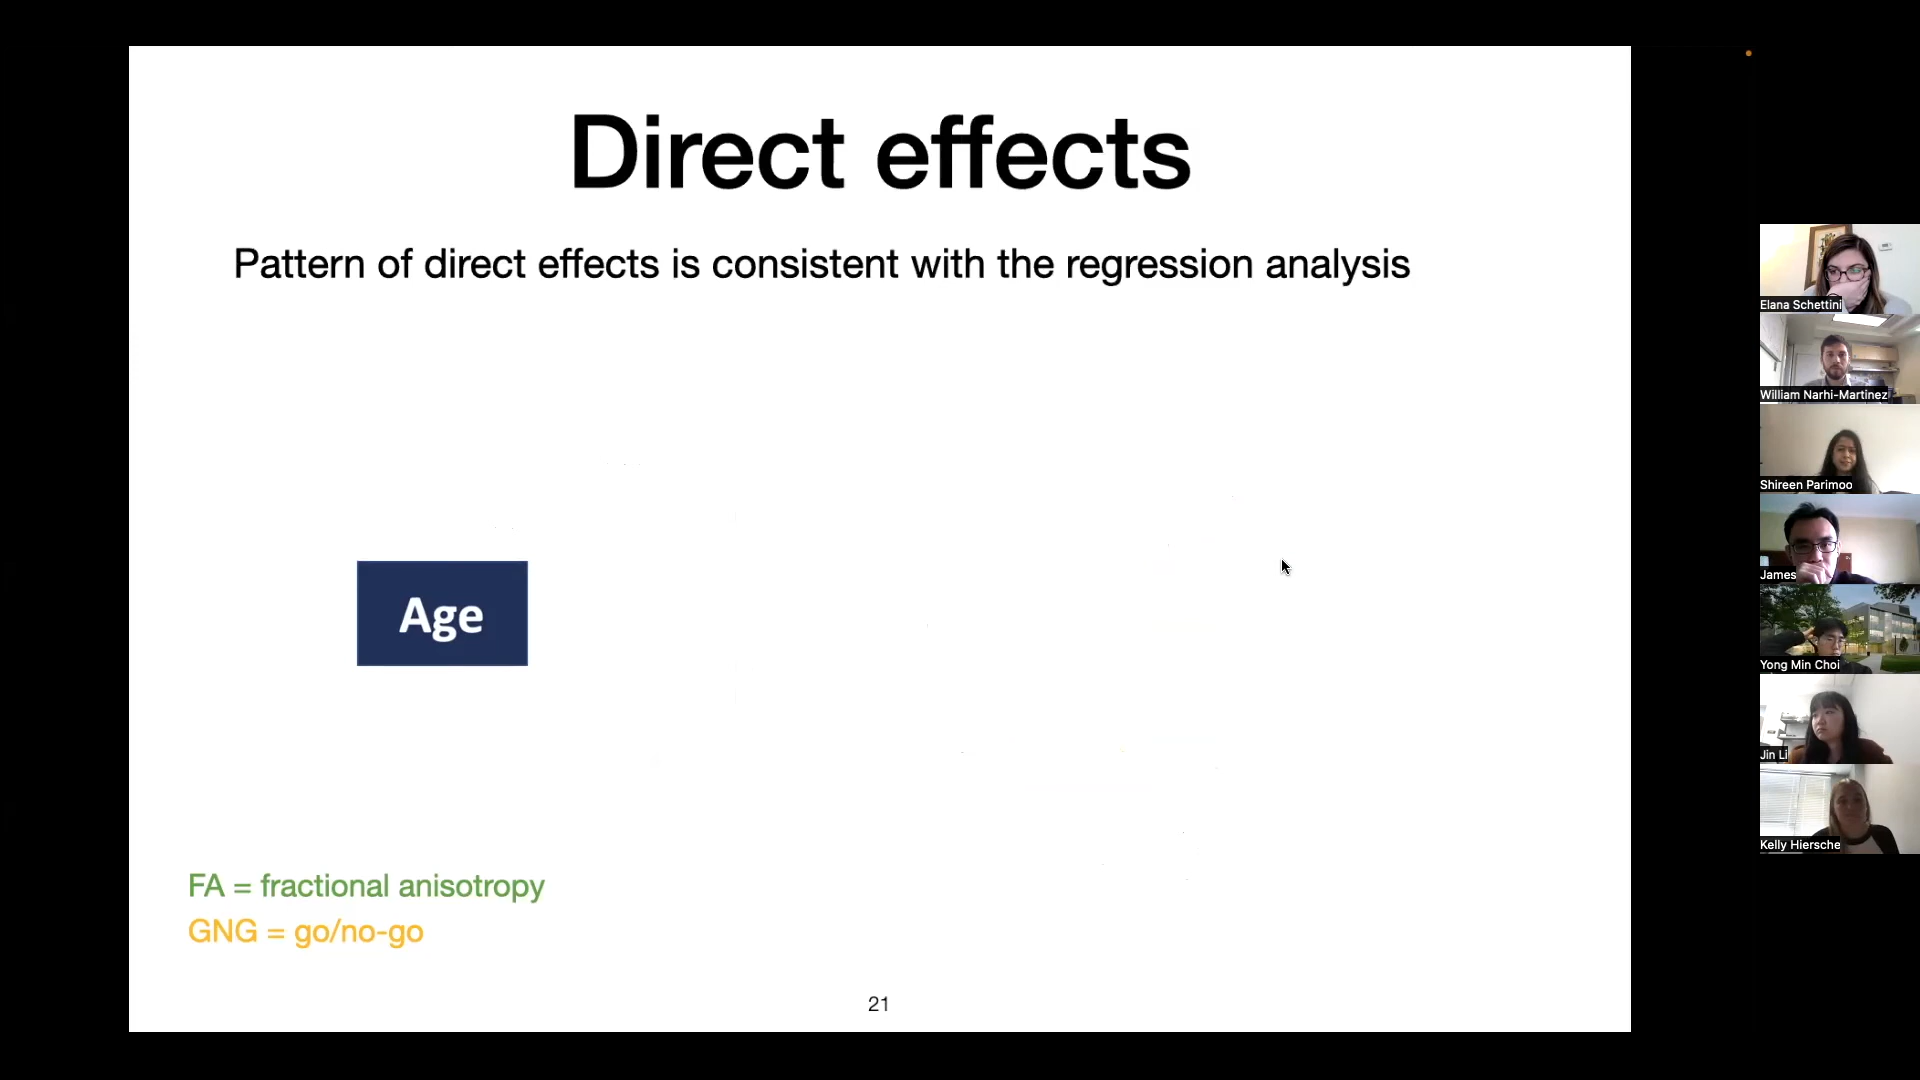 Direct effects
Pattern of direct effects is consistent with the regression analysis
Age
FA = fractional anisotropy
GNG = go/no-go
21
Elana Schettini
William Narhi-Martinez
Shireen Parimoo
James
Yong Min Choi
Jin Li
Kelly Hiersche